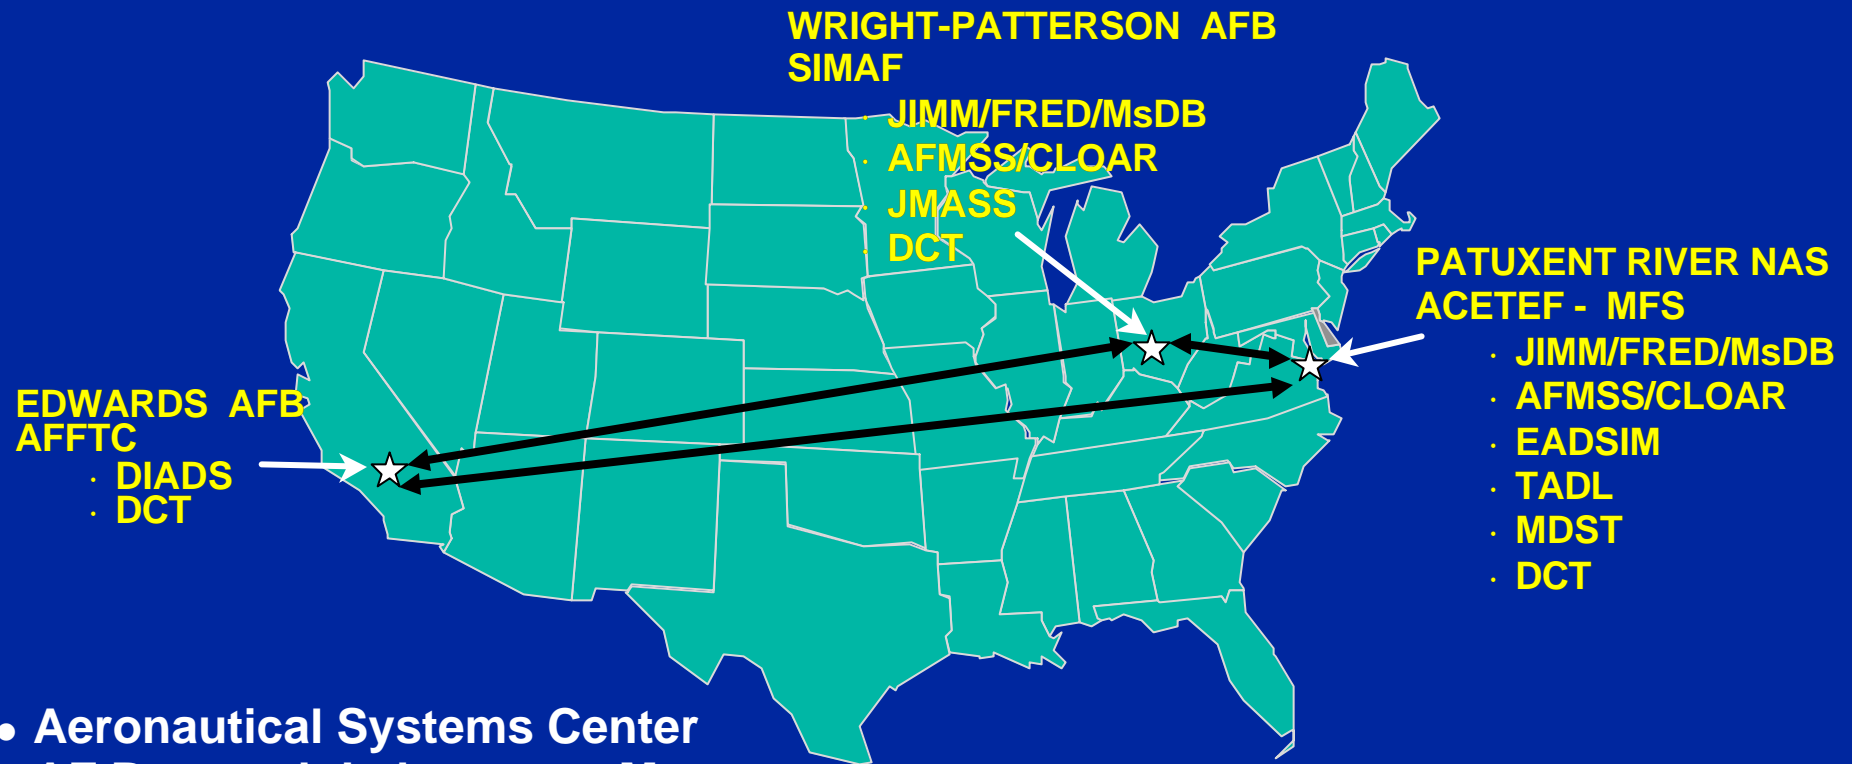 WRIGHT-PATTERSON AFB
SIMAF
· JIMM/FRED/MsDB
· AFMSS/CLOAR
· JMASS
· DCT
PATUXENT RIVER NAS
ACETEF - MFS
· JIMM/FRED/MsDB
· AFMSS/CLOAR
· EADSIM
· TADL
· MDST
· DCT
EDWARDS AFB
AFFTC
· DIADS
· DCT
• Aeronautical Systems Center